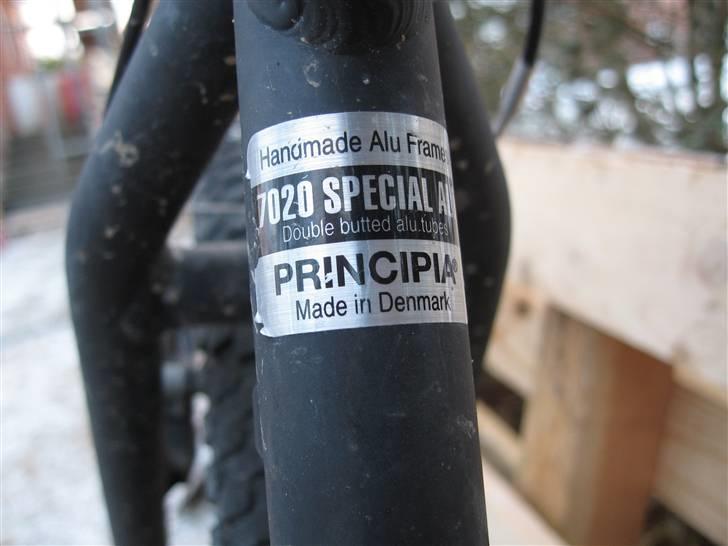 Handmade Alu Frame
7020 SPECIAL
Double butted alu.tubes
PRINCIPIA®
Made in Denmark